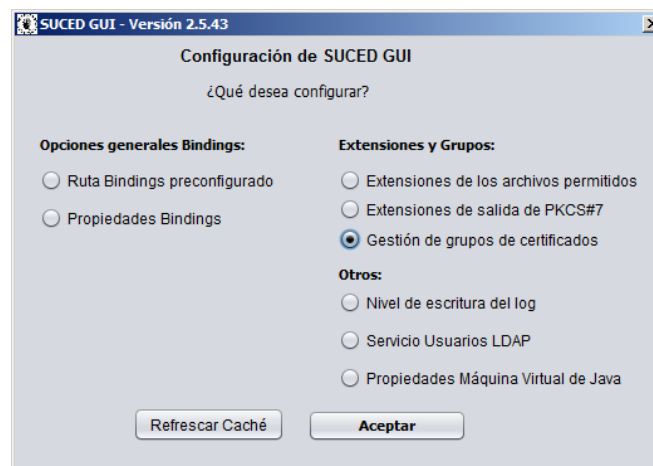 SUCED GUI - Versión 2.5.43
Configuración de SUCED GUI
¿Qué desea configurar?
Opciones generales Bindings:
Ruta Bindings preconfigurado
Propiedades Bindings
Extensiones y Grupos:
Extensiones de los archivos permitidos
Extensiones de salida de PKCS#7
Gestión de grupos de certificados
Otros:
Nivel de escritura del log
Servicio Usuarios LDAP
Propiedades Máquina Virtual de Java
Refrescar Caché
Aceptar